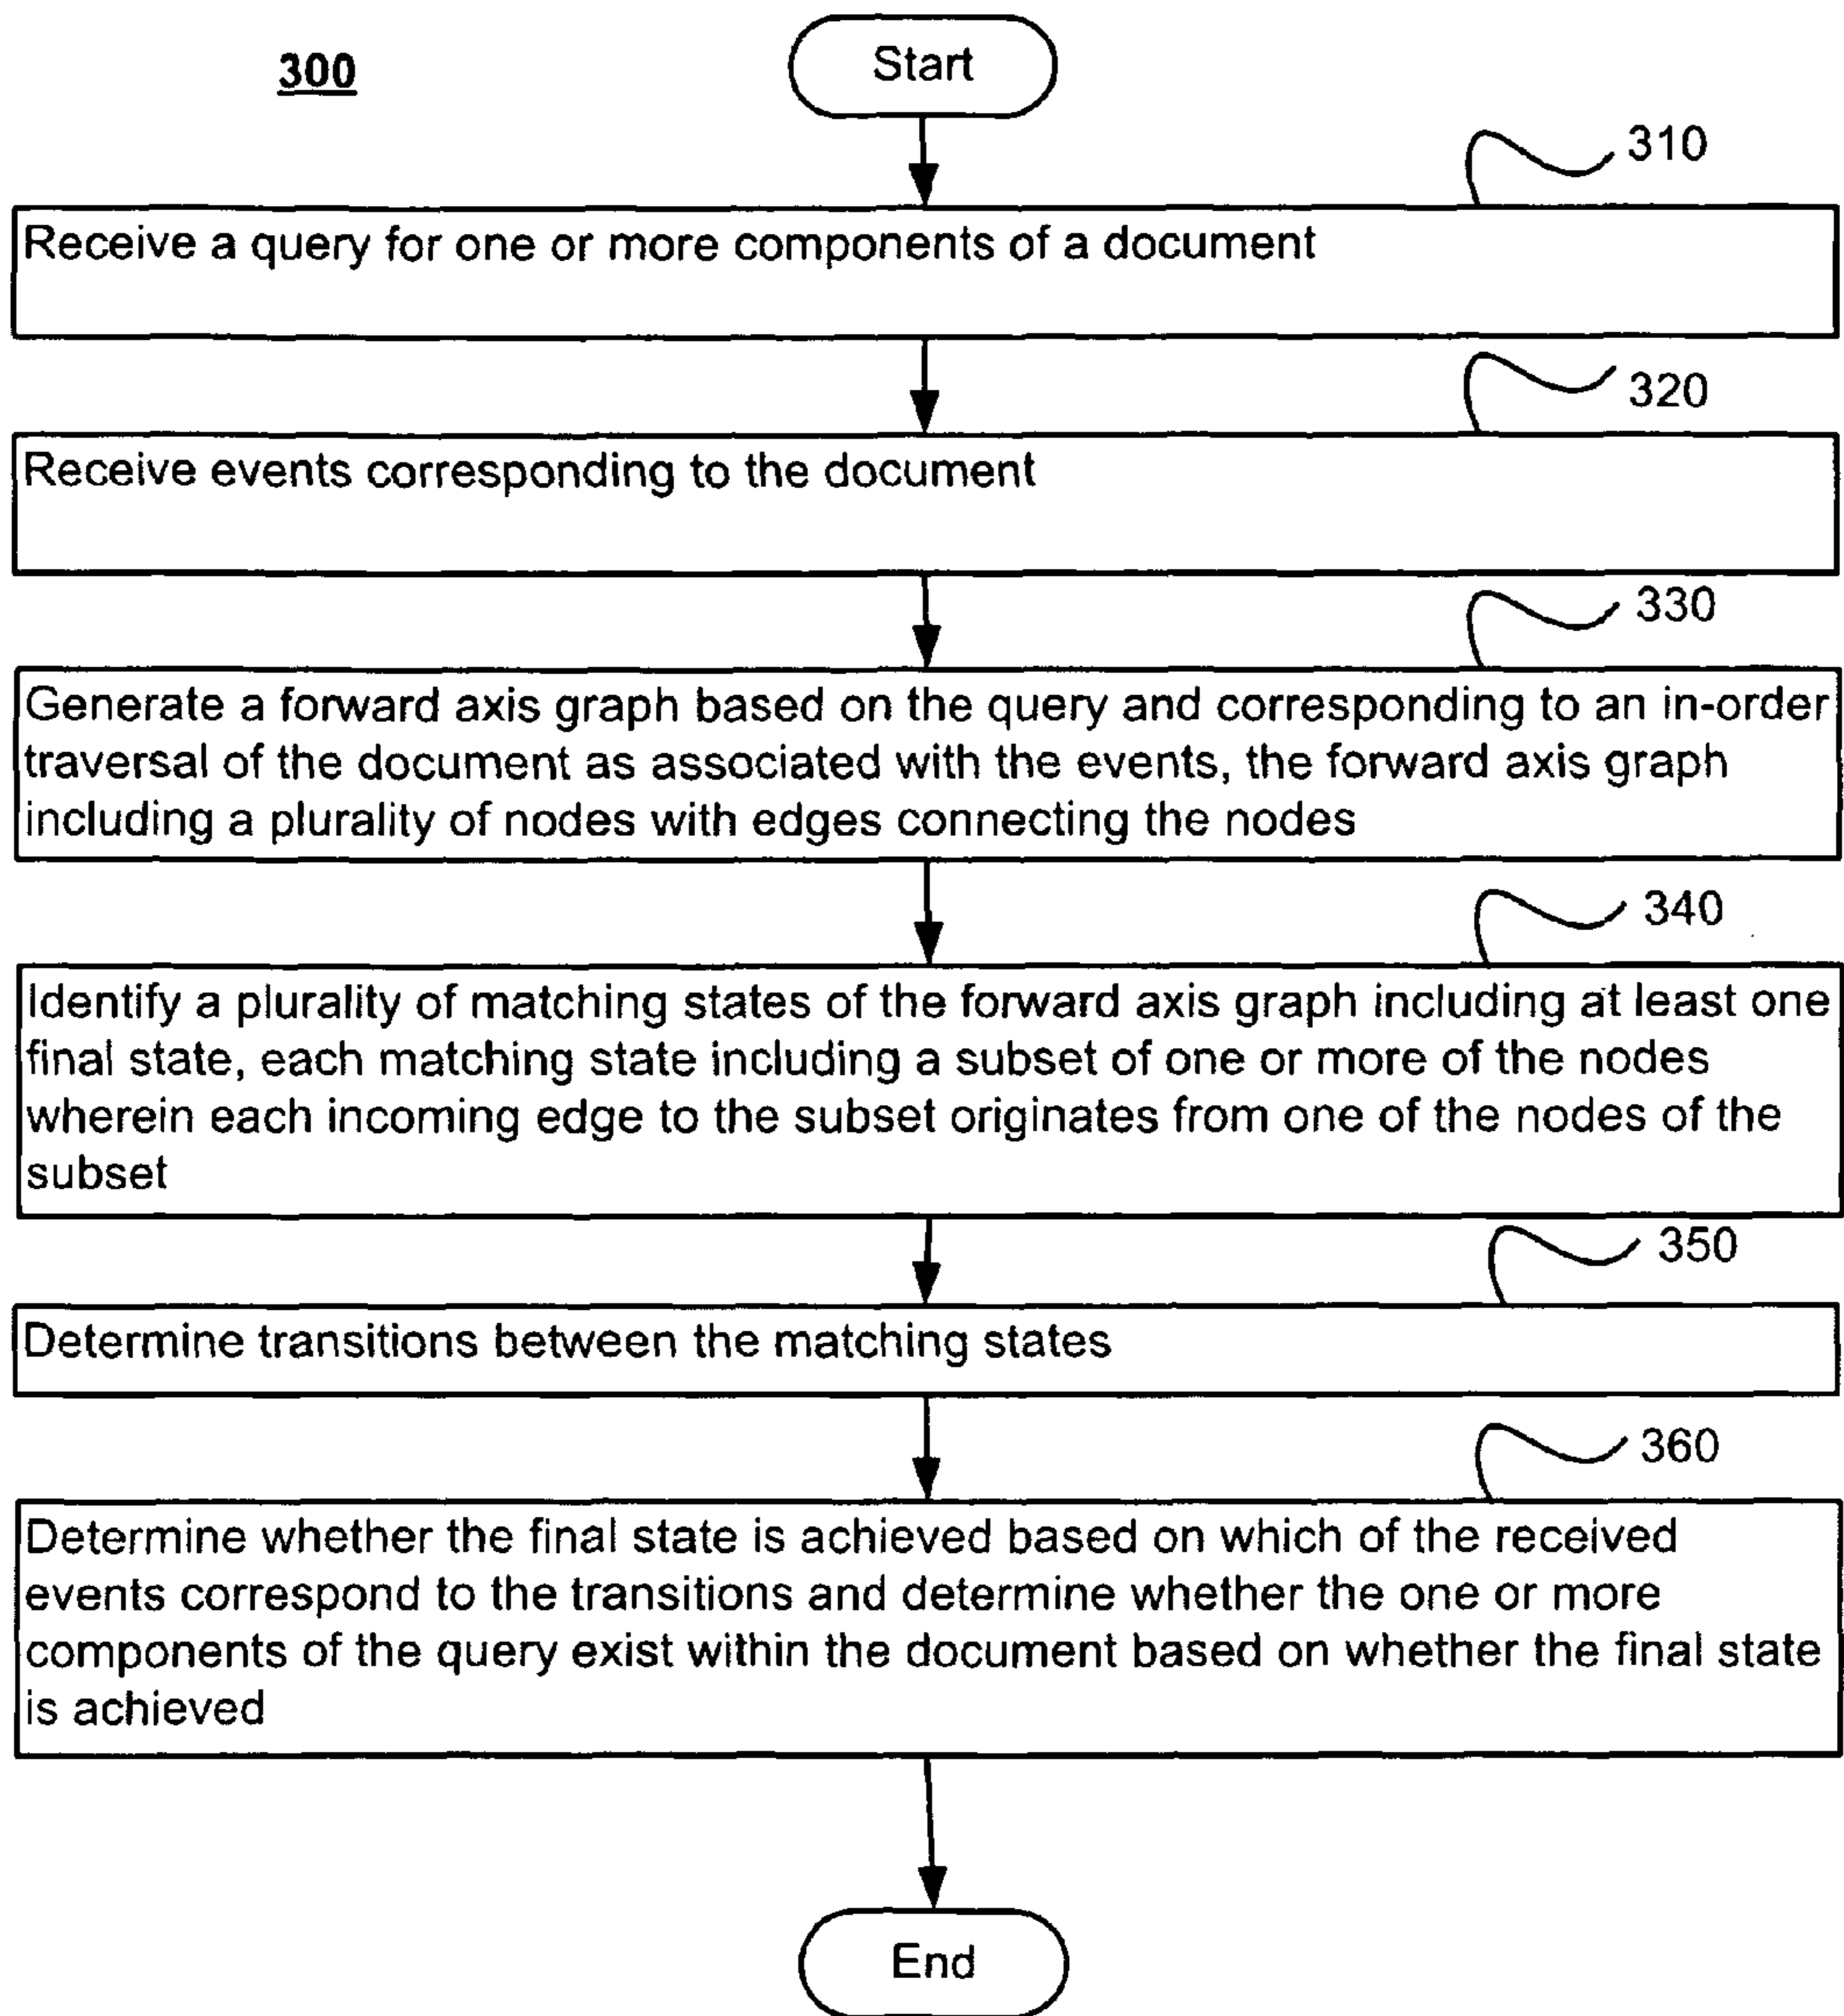 300
Start
310
Receive a query for one or more components of a document
320
Receive events corresponding to the document
330
Generate a forward axis graph based on the query and corresponding to an in-order
traversal of the document as associated with the events, the forward axis graph
including a plurality of nodes with edges connecting the nodes
340
Identify a plurality of matching states of the forward axis graph including at least one
final state, each matching state including a subset of one or more of the nodes
wherein each incoming edge to the subset originates from one of the nodes of the
subset
350
Determine transitions between the matching states
360
Determine whether the final state is achieved based on which of the received
events correspond to the transitions and determine whether the one or more
components of the query exist within the document based on whether the final state
is achieved
End